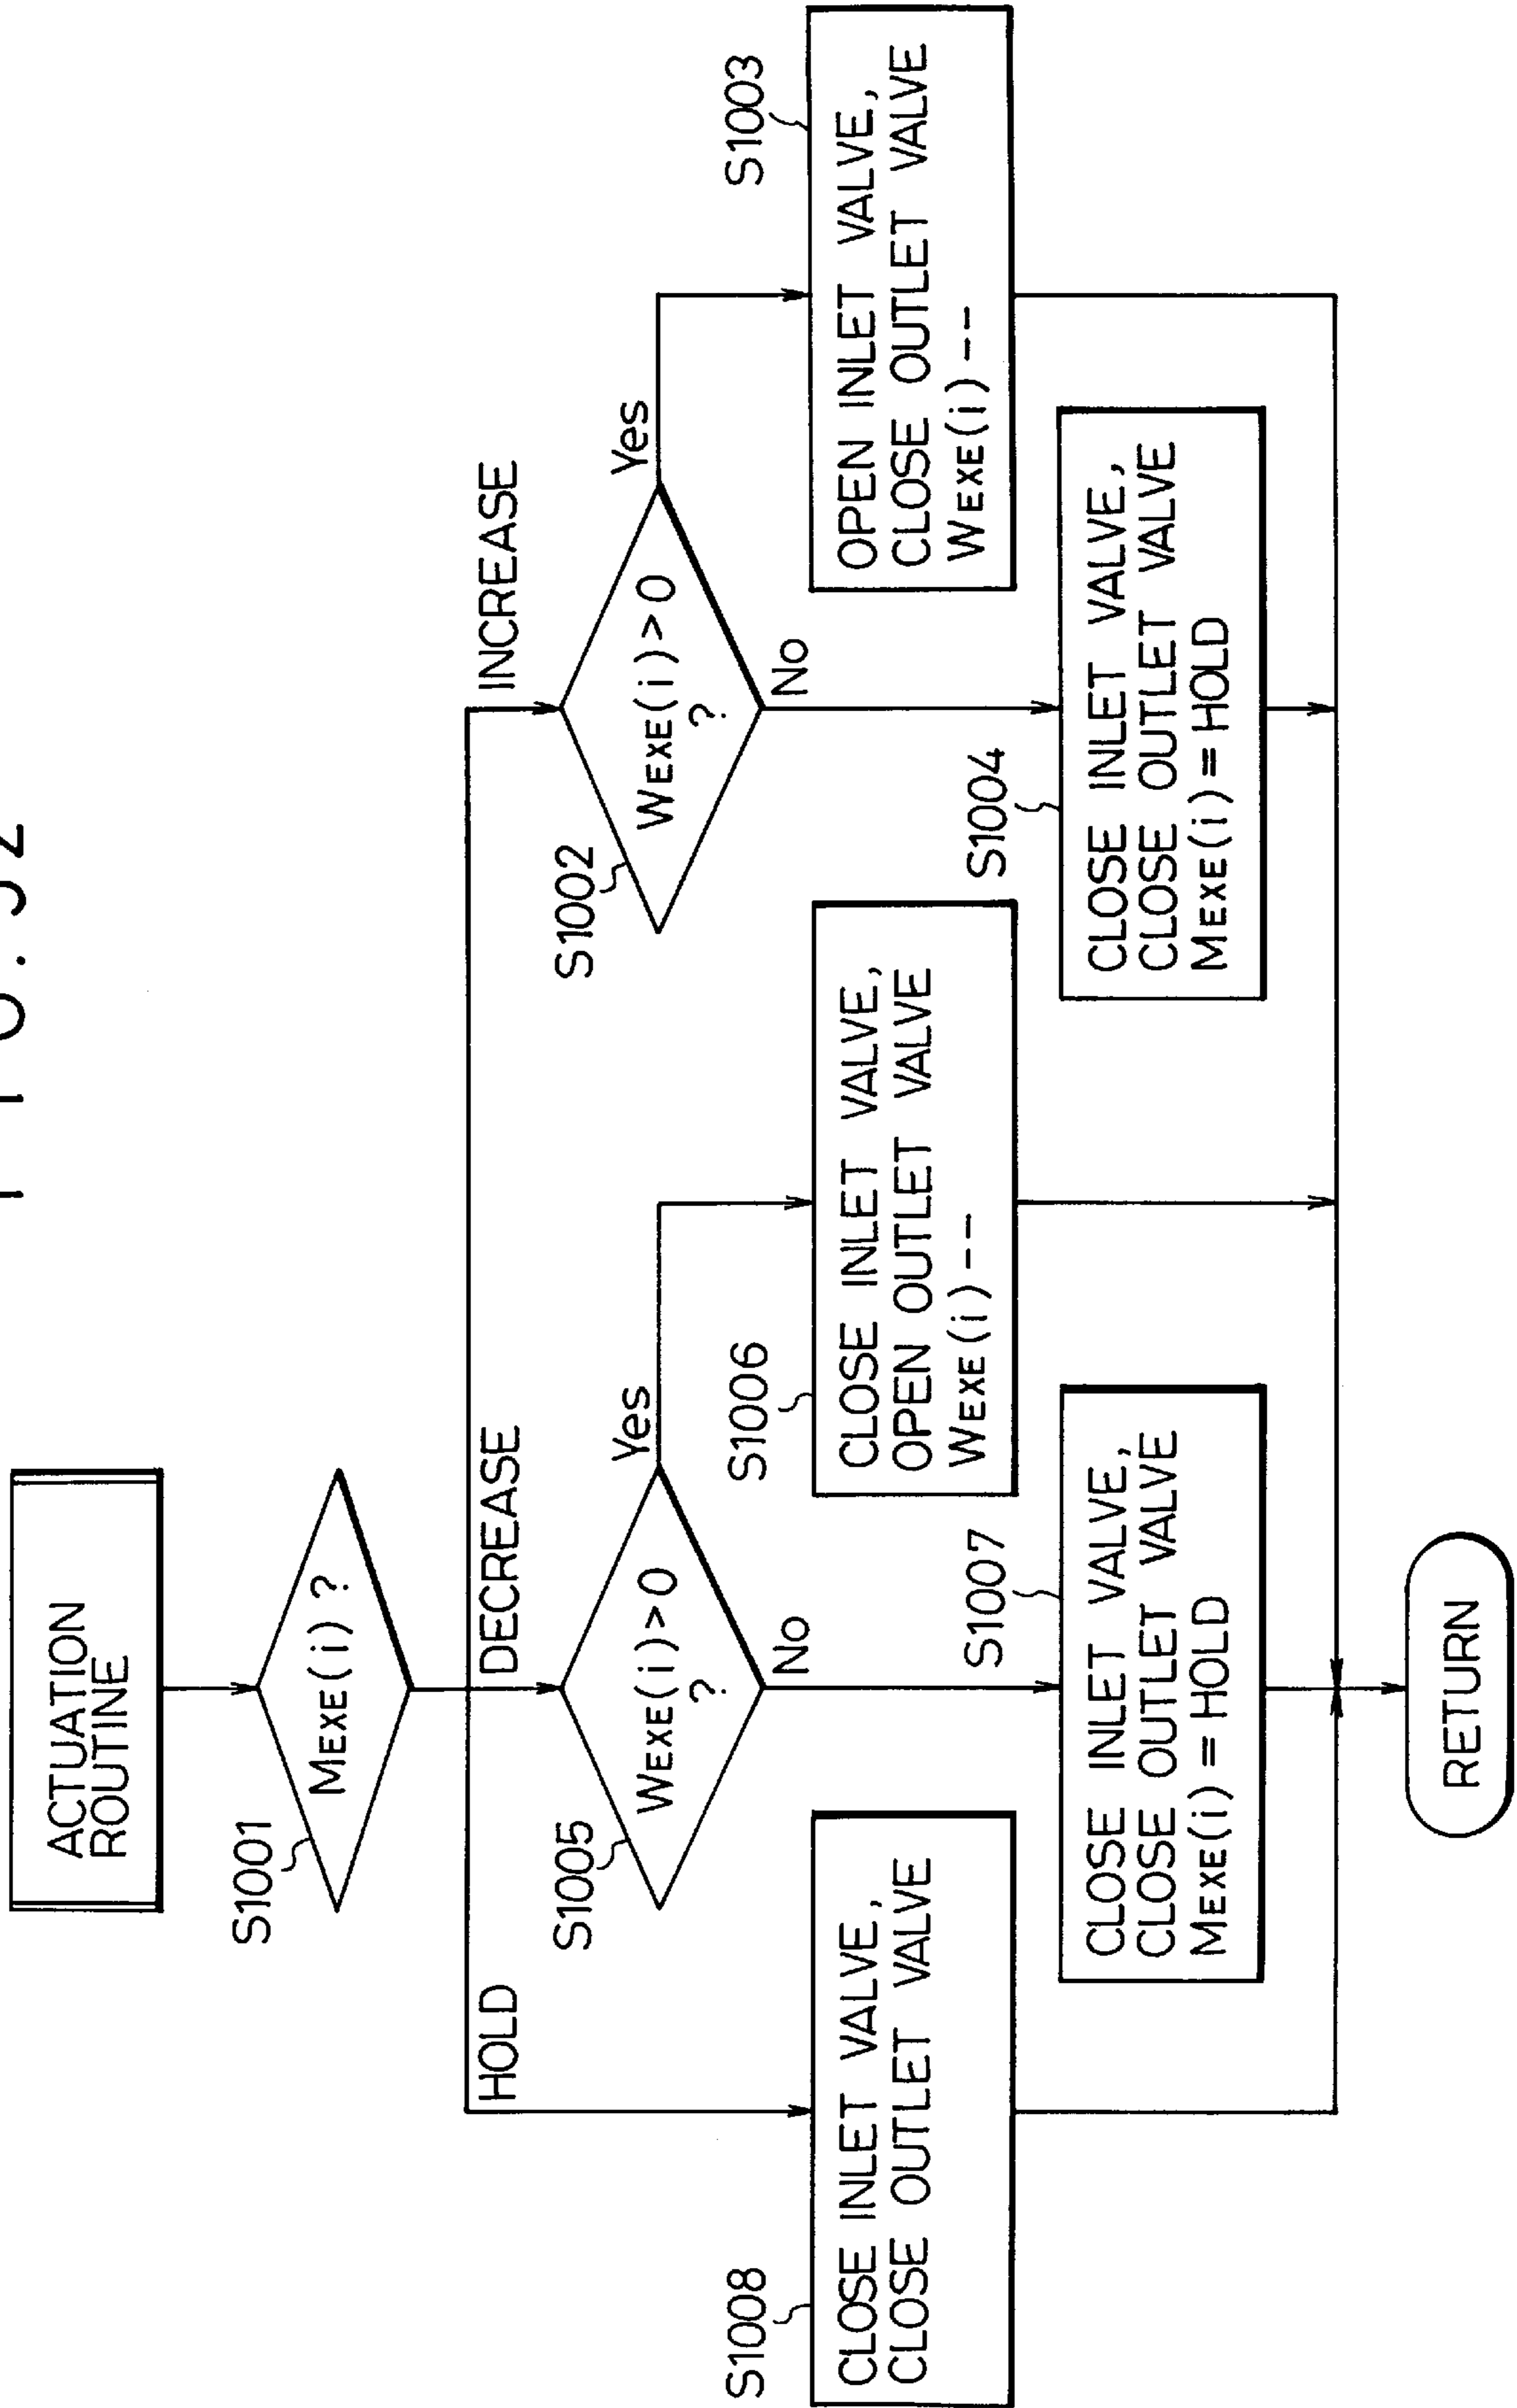 ACTUATION
ROUTINE
S1001
MEXE(i) ?
HOLD
DECREASE
INCREASE
S1005
WEXE(i)>0
?
Yes
No
S1002
WEXE(i)>0
?
Yes
No
S1008
CLOSE INLET VALVE,
CLOSE OUTLET VALVE
S1006
CLOSE INLET VALVE,
OPEN OUTLET VALVE
WEXE(i)--
S1003
OPEN INLET VALVE,
CLOSE OUTLET VALVE
WEXE(i)--
S1007
CLOSE INLET VALVE,
CLOSE OUTLET VALVE
MEXE(i)=HOLD
S1004
CLOSE INLET VALVE,
CLOSE OUTLET VALVE
MEXE(i)=HOLD
RETURN